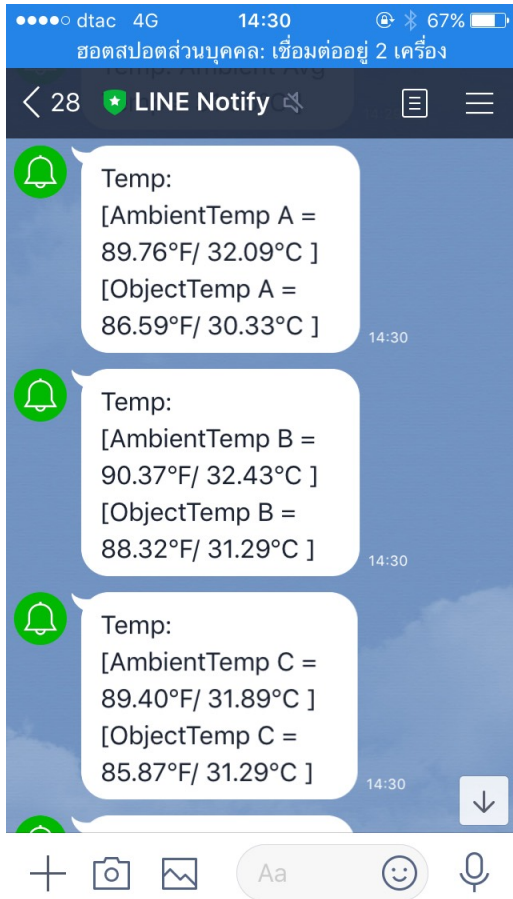 dtac 4G 14:30 67%
ฮอตสปอตส่วนบุคคล: เชื่อมต่ออยู่ 2 เครื่อง
Temp. Ambient Avg
28 LINE Notify
Temp:
[AmbientTemp A =
89.76°F/ 32.09°C ]
[ObjectTemp A =
86.59°F/ 30.33°C ]
14:30
Temp:
[AmbientTemp B =
90.37°F/ 32.43°C ]
[ObjectTemp B =
88.32°F/ 31.29°C ]
14:30
Temp:
[AmbientTemp C =
89.40°F/ 31.89°C ]
[ObjectTemp C =
85.87°F/ 31.29°C ]
14:30
Aa